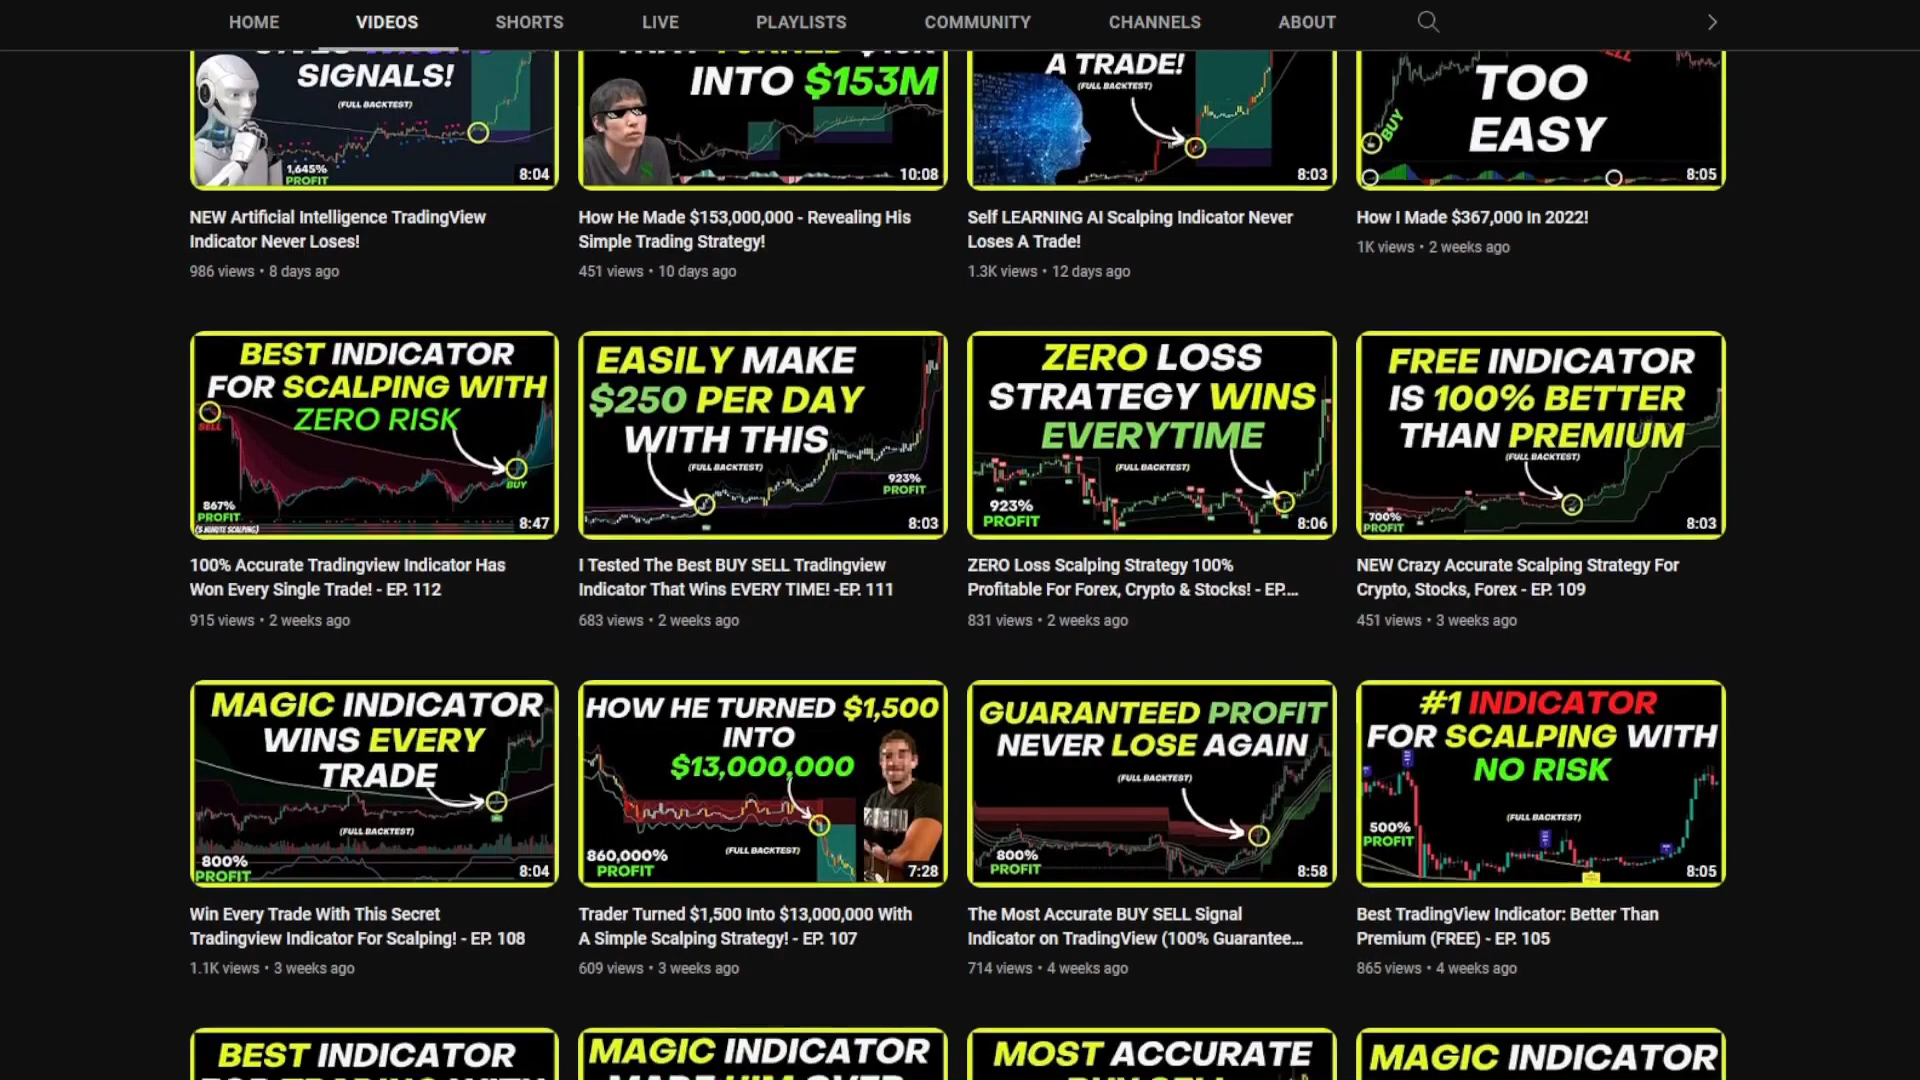 HOME
VIDEOS
SHORTS
LIVE
PLAYLISTS
COMMUNITY
CHANNELS
ABOUT
SIGNALS!
(FULL BACKTEST)
1,645%
PROFIT
8:04
INTO $153M
10:08
A TRADE!
(FULL BACKTEST)
8:03
SELL
TOO
EASY
BUY
8:05
NEW Artificial Intelligence TradingView
Indicator Never Loses!
986 views • 8 days ago
How He Made $153,000,000 - Revealing His
Simple Trading Strategy!
451 views • 10 days ago
Self LEARNING AI Scalping Indicator Never
Loses A Trade!
1.3K views • 12 days ago
How I Made $367,000 In 2022!
1K views • 2 weeks ago
BEST INDICATOR
FOR SCALPING WITH
ZERO RISK
SELL
BUY
867%
PROFIT
(5 MINUTE SCALPING)
8:47
EASILY MAKE
$250 PER DAY
WITH THIS
(FULL BACKTEST)
923%
PROFIT
8:03
ZERO LOSS
STRATEGY WINS
EVERYTIME
(FULL BACKTEST)
923%
PROFIT
8:06
FREE INDICATOR
IS 100% BETTER
THAN PREMIUM
(FULL BACKTEST)
700%
PROFIT
8:03
100% Accurate Tradingview Indicator Has
Won Every Single Trade! - EP. 112
915 views • 2 weeks ago
I Tested The Best BUY SELL Tradingview
Indicator That Wins EVERY TIME! -EP. 111
683 views • 2 weeks ago
ZERO Loss Scalping Strategy 100%
Profitable For Forex, Crypto & Stocks! - EP....
831 views • 2 weeks ago
NEW Crazy Accurate Scalping Strategy For
Crypto, Stocks, Forex - EP. 109
451 views • 3 weeks ago
MAGIC INDICATOR
WINS EVERY
TRADE
(FULL BACKTEST)
800%
PROFIT
8:04
HOW HE TURNED $1,500
INTO
$13,000,000
860,000%
PROFIT
(FULL BACKTEST)
7:28
GUARANTEED PROFIT
NEVER LOSE AGAIN
(FULL BACKTEST)
800%
PROFIT
8:58
#1 INDICATOR
FOR SCALPING WITH
NO RISK
(FULL BACKTEST)
500%
PROFIT
8:05
Win Every Trade With This Secret
Tradingview Indicator For Scalping! - EP. 108
1.1K views • 3 weeks ago
Trader Turned $1,500 Into $13,000,000 With
A Simple Scalping Strategy! - EP. 107
609 views • 3 weeks ago
The Most Accurate BUY SELL Signal
Indicator on TradingView (100% Guarantee...
714 views • 4 weeks ago
Best TradingView Indicator: Better Than
Premium (FREE) - EP. 105
865 views • 4 weeks ago
BEST INDICATOR
MAGIC INDICATOR
MOST ACCURATE
MAGIC INDICATOR